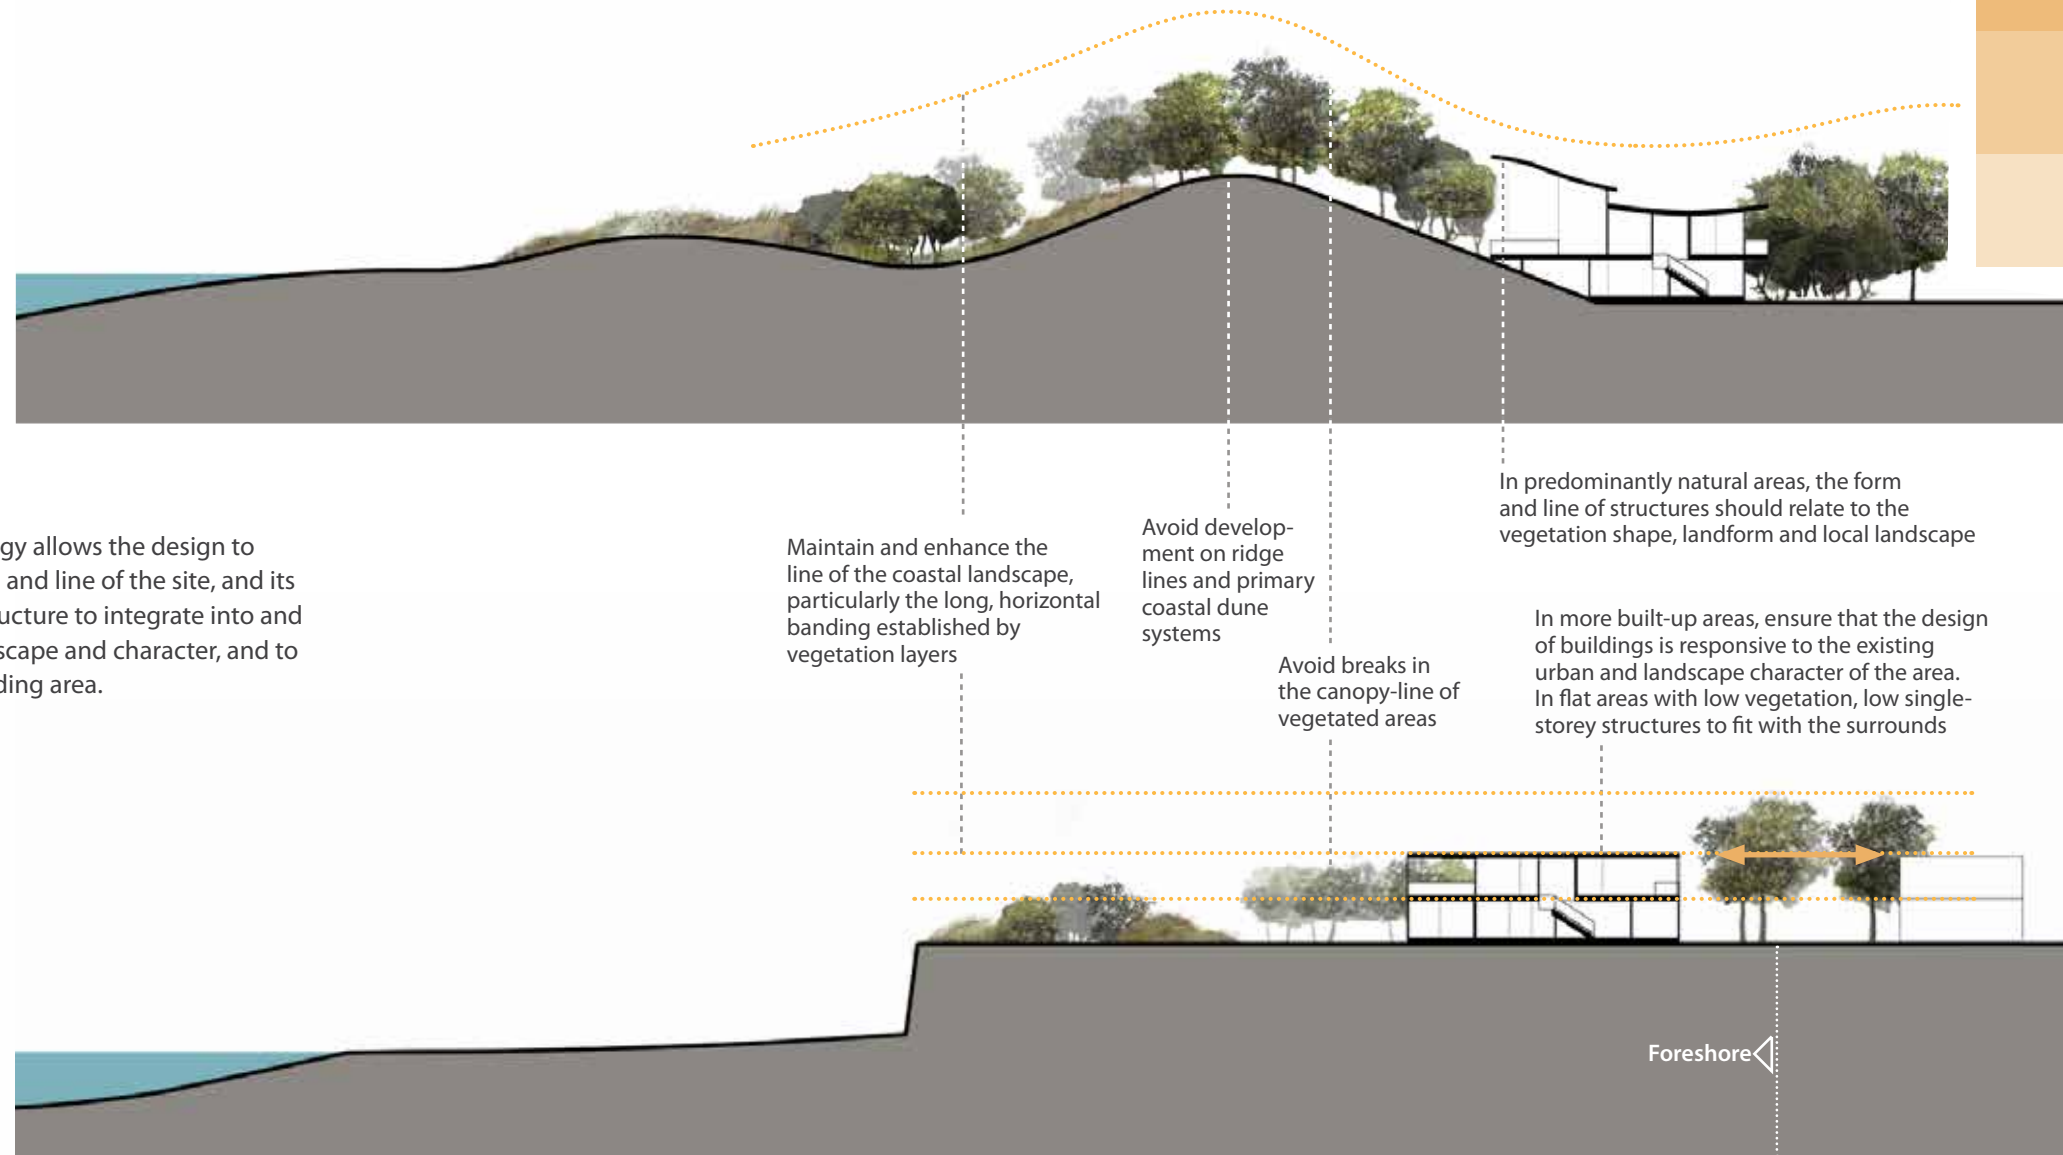 gy allows the design to
and line of the site, and its
ucture to integrate into and
scape and character, and to
ding area.
Maintain and enhance the
line of the coastal landscape,
particularly the long, horizontal
banding established by
vegetation layers
Avoid develop-
ment on ridge
lines and primary
coastal dune
systems
Avoid breaks in
the canopy-line of
vegetated areas
In predominantly natural areas, the form
and line of structures should relate to the
vegetation shape, landform and local landscape
In more built-up areas, ensure that the design
of buildings is responsive to the existing
urban and landscape character of the area.
In flat areas with low vegetation, low single-
storey structures to fit with the surrounds
Foreshore